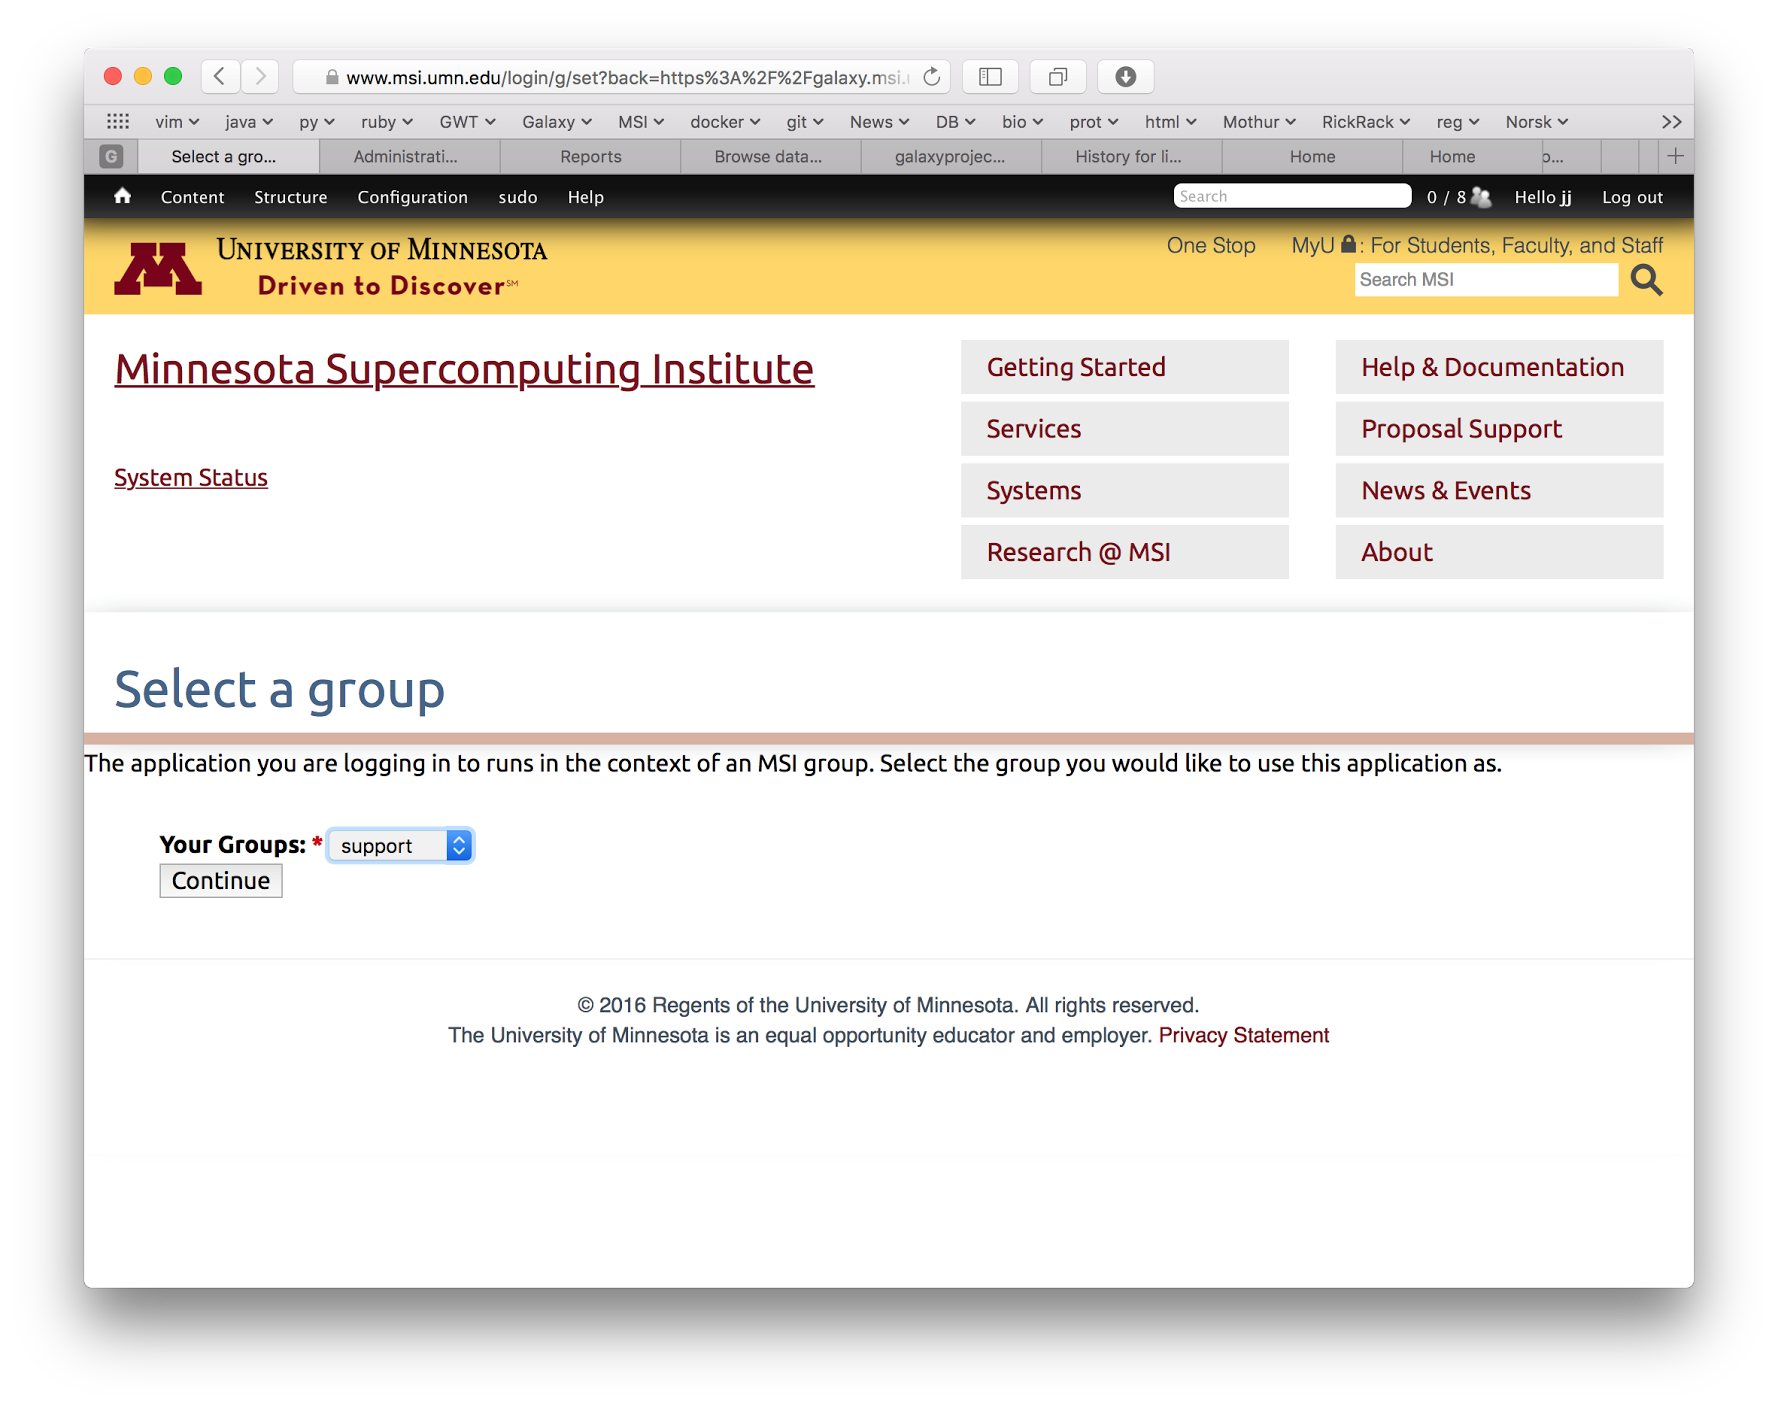 www.msi.umn.edu/login/g/set?back=https%3A%2F%2Fgalaxy.msi.
vim java py ruby GWT Galaxy MSI docker git News DB bio prot html Mothur RickRack reg Norsk >>
G Select a gro... Administrati... Reports Browse data... galaxyprojec... History for li... Home Home o... +
Content Structure Configuration sudo Help Search 0 / 8 Hello jj Log out
UNIVERSITY OF MINNESOTA
Driven to Discover℠
One Stop MyU : For Students, Faculty, and Staff
Search MSI
Minnesota Supercomputing Institute
System Status
Getting Started
Services
Systems
Research @ MSI
Help & Documentation
Proposal Support
News & Events
About
Select a group
The application you are logging in to runs in the context of an MSI group. Select the group you would like to use this application as.
Your Groups: * support
Continue
© 2016 Regents of the University of Minnesota. All rights reserved.
The University of Minnesota is an equal opportunity educator and employer. Privacy Statement